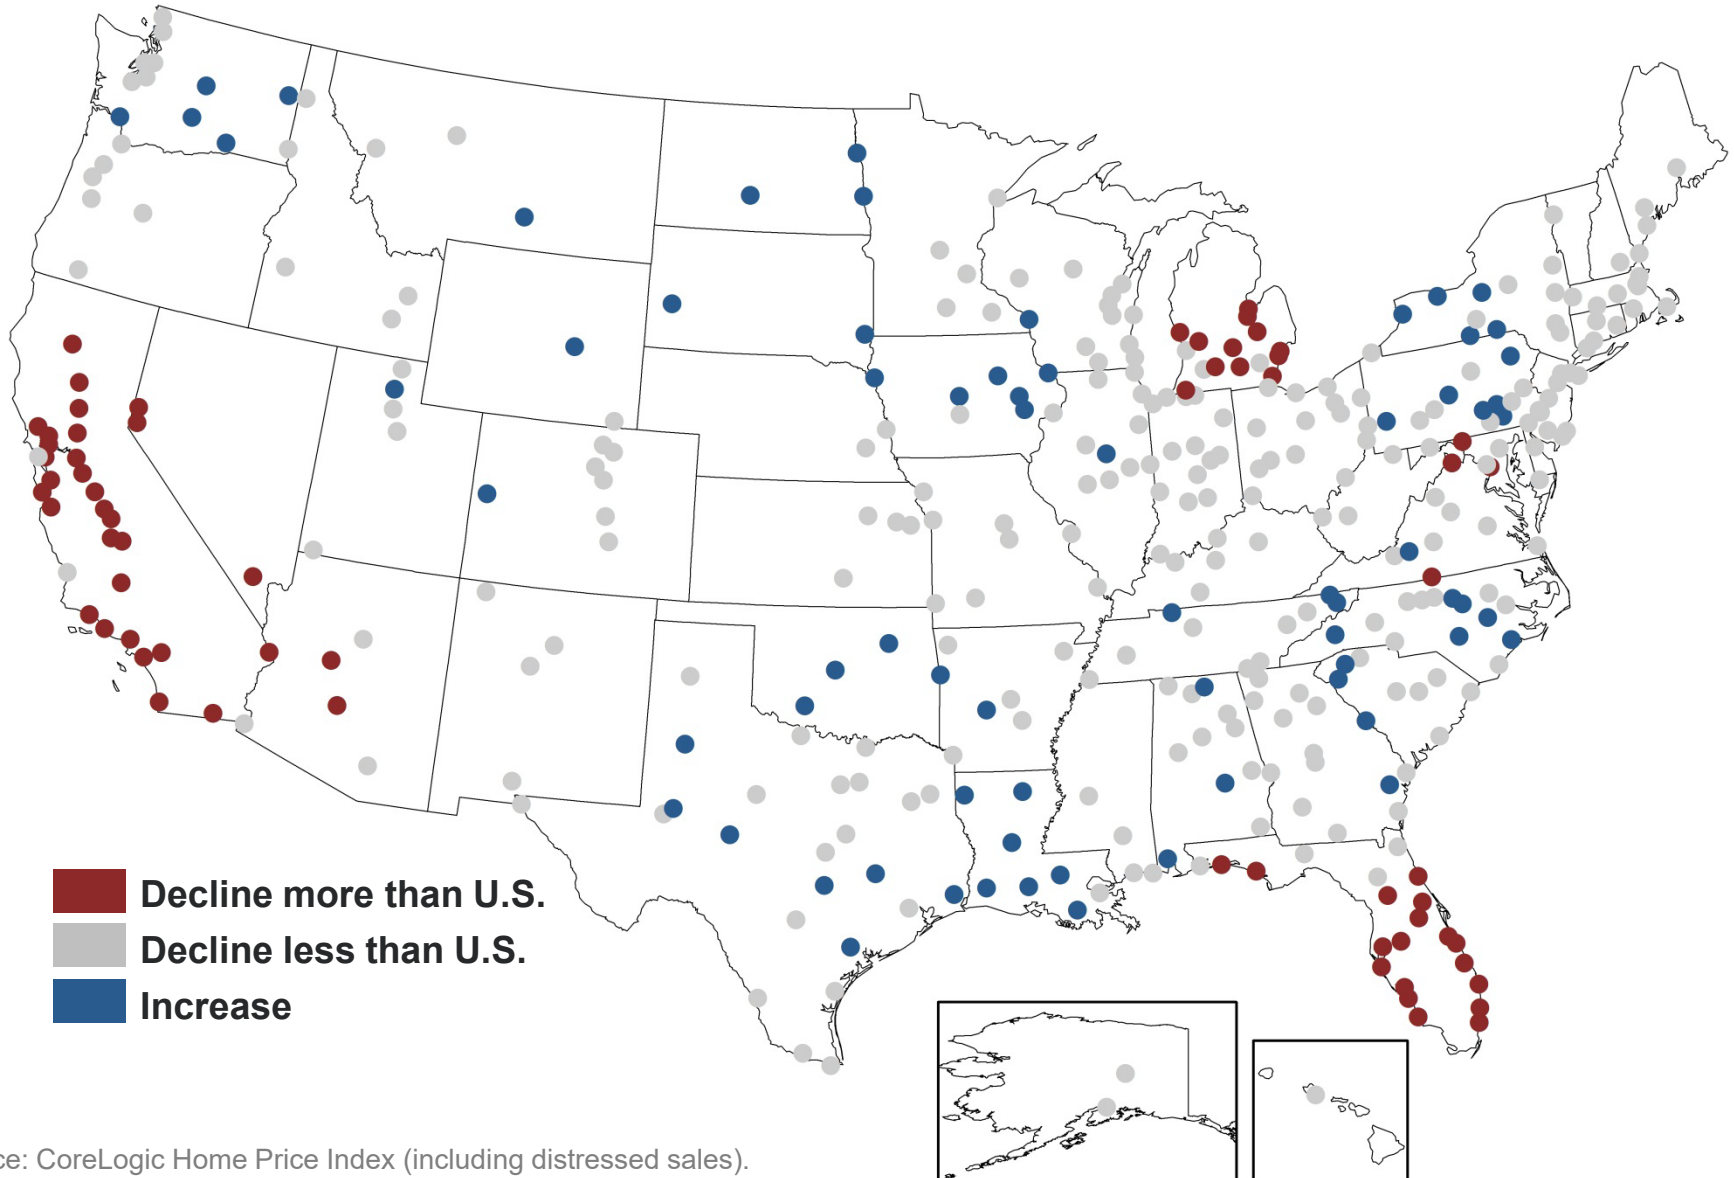 Decline more than U.S.
Decline less than U.S.
Increase
ce: CoreLogic Home Price Index (including distressed sales).